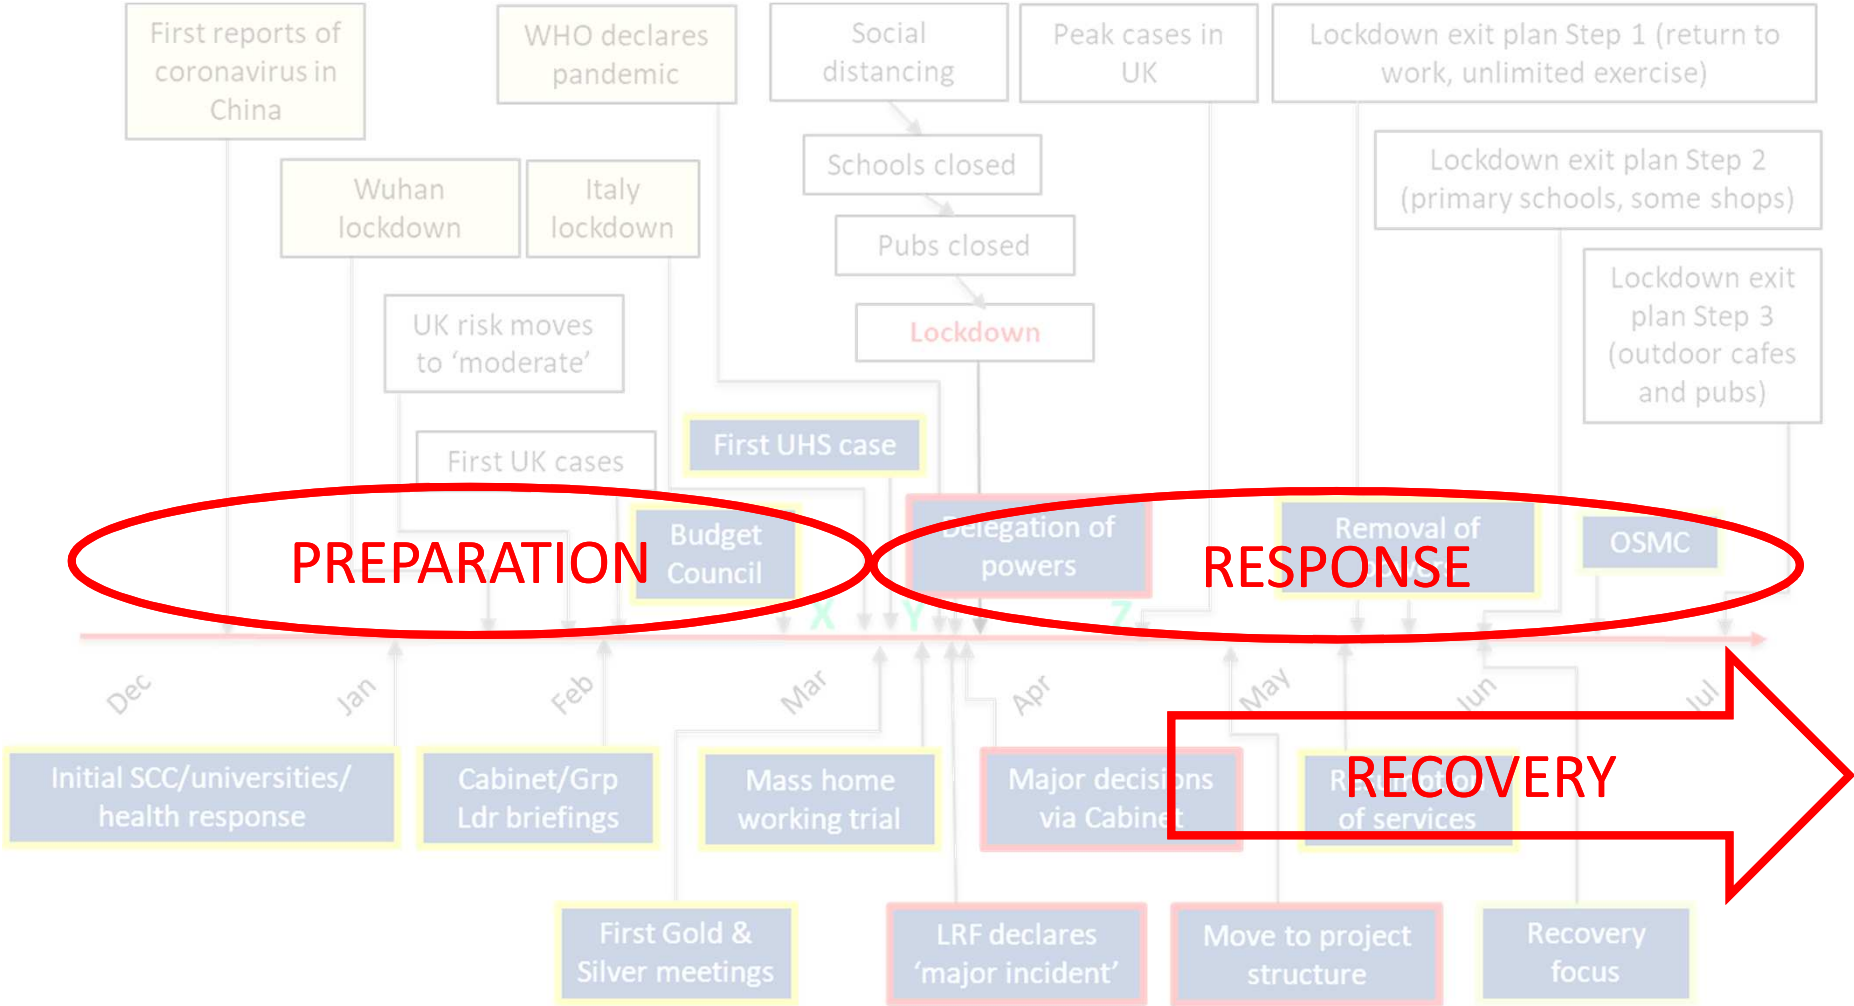 First reports of
coronavirus in
China
WHO declares
pandemic
Social
distancing
Peak cases in
UK
Lockdown exit plan Step 1 (return to
work, unlimited exercise)
Schools closed
Lockdown exit plan Step 2
(primary schools, some shops)
Wuhan
lockdown
Italy
lockdown
Pubs closed
Lockdown exit
plan Step 3
(outdoor cafes
and pubs)
UK risk moves
to ‘moderate’
Lockdown
First UHS case
First UK cases
Budget
Council
Delegation of
powers
Removal of
OSMC
PREPARATION
RESPONSE
X
Y
Z
Dec
Jan
Feb
Mar
Apr
May
Jun
Jul
Initial SCC/universities/
health response
Cabinet/Grp
Ldr briefings
Mass home
working trial
Major decisions
via Cabinet
Resumption
of services
RECOVERY
First Gold &
Silver meetings
LRF declares
‘major incident’
Move to project
structure
Recovery
focus